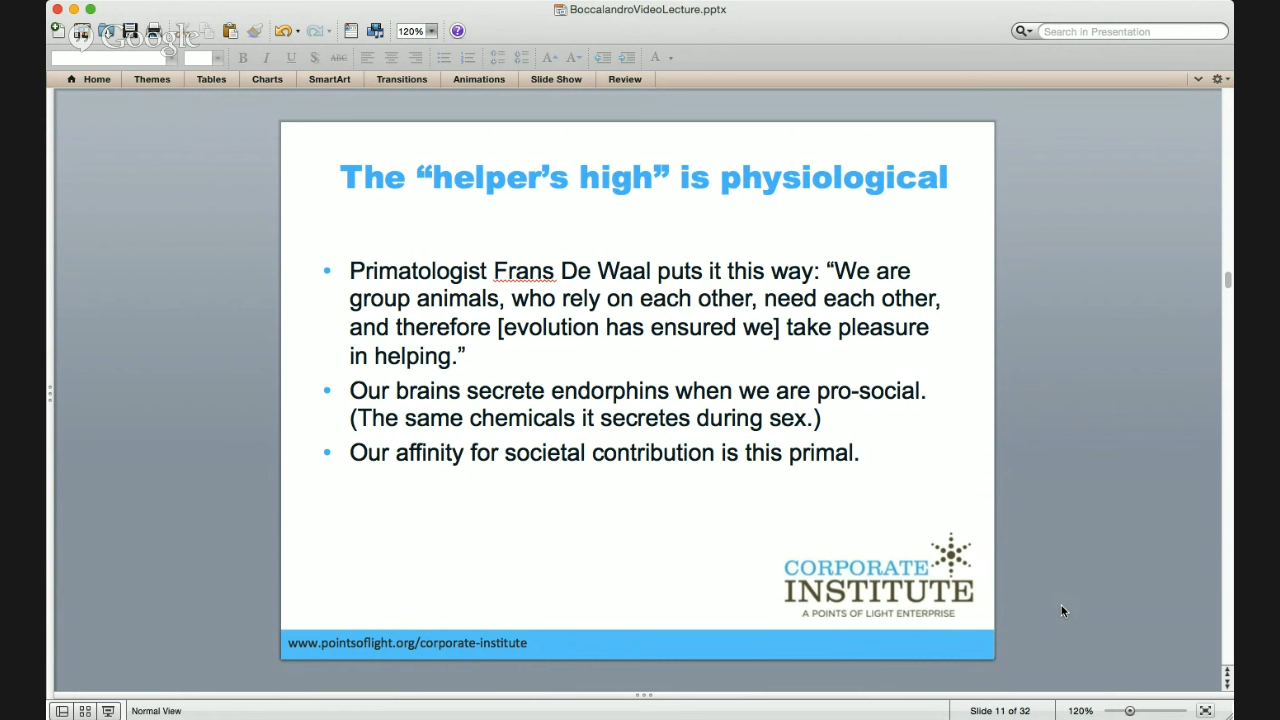 BoccalandroVideoLecture.pptx
Google
120%
Search in Presentation
B I U S ABC A A A
Home Themes Tables Charts SmartArt Transitions Animations Slide Show Review
The “helper’s high” is physiological
• Primatologist Frans De Waal puts it this way: “We are
group animals, who rely on each other, need each other,
and therefore [evolution has ensured we] take pleasure
in helping.”
• Our brains secrete endorphins when we are pro-social.
(The same chemicals it secretes during sex.)
• Our affinity for societal contribution is this primal.
CORPORATE
INSTITUTE
A POINTS OF LIGHT ENTERPRISE
www.pointsoflight.org/corporate-institute
Normal View Slide 11 of 32 120%